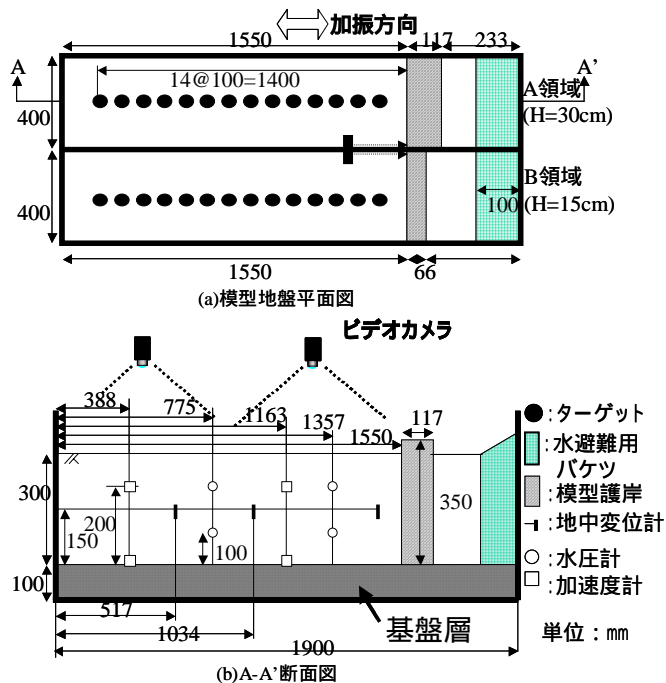 加振方向
1550
117
233
A
A'
14@100=1400
400
A領域
(H=30cm)
400
B領域
100
(H=15cm)
1550
66
(a)模型地盤平面図
ビデオカメラ
388
775
1163
117
1357
1550
●:ターゲット
:水避難用
バケツ
:模型護岸
:地中変位計
○:水圧計
□:加速度計
300
350
200
150
100
100
517
1034
基盤層
単位:㎜
1900
(b)A-A'断面図